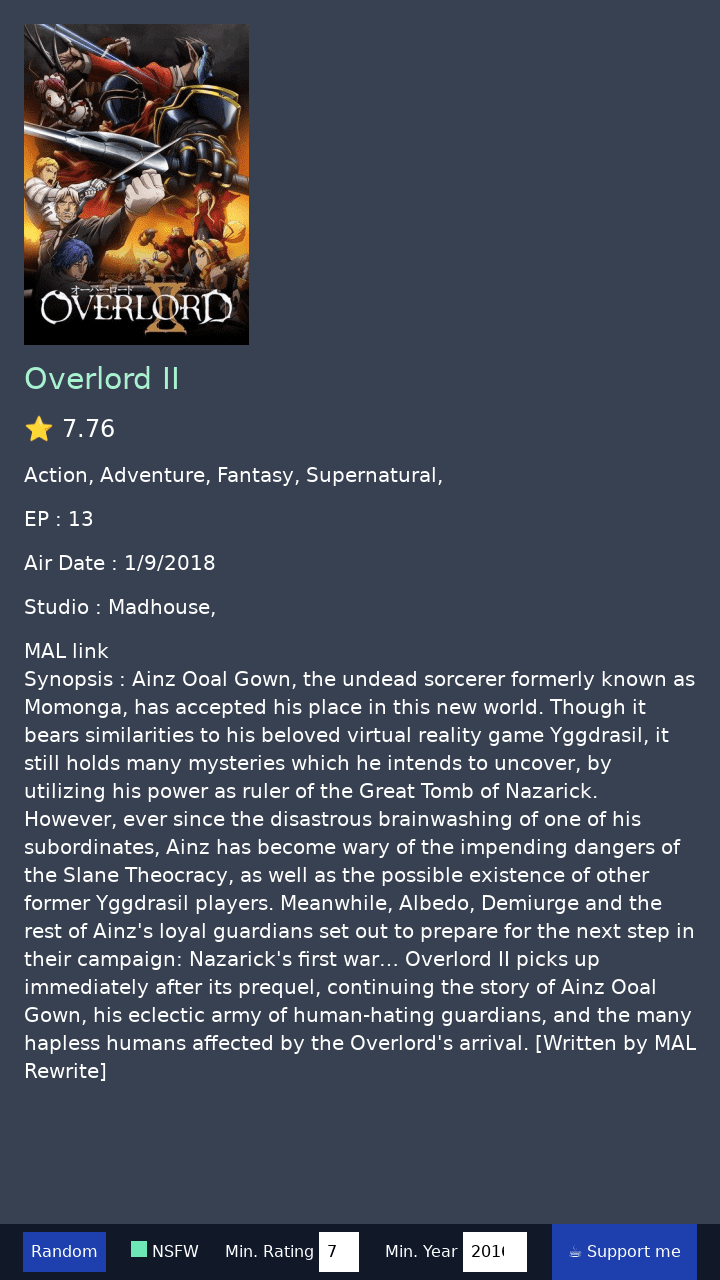 オーバーロード
OVERLORD II
Overlord II
⭐ 7.76
Action, Adventure, Fantasy, Supernatural,
EP : 13
Air Date : 1/9/2018
Studio : Madhouse,
MAL link
Synopsis : Ainz Ooal Gown, the undead sorcerer formerly known as
Momonga, has accepted his place in this new world. Though it
bears similarities to his beloved virtual reality game Yggdrasil, it
still holds many mysteries which he intends to uncover, by
utilizing his power as ruler of the Great Tomb of Nazarick.
However, ever since the disastrous brainwashing of one of his
subordinates, Ainz has become wary of the impending dangers of
the Slane Theocracy, as well as the possible existence of other
former Yggdrasil players. Meanwhile, Albedo, Demiurge and the
rest of Ainz's loyal guardians set out to prepare for the next step in
their campaign: Nazarick's first war… Overlord II picks up
immediately after its prequel, continuing the story of Ainz Ooal
Gown, his eclectic army of human-hating guardians, and the many
hapless humans affected by the Overlord's arrival. [Written by MAL
Rewrite]
Random NSFW Min. Rating 7 Min. Year ☕ Support me